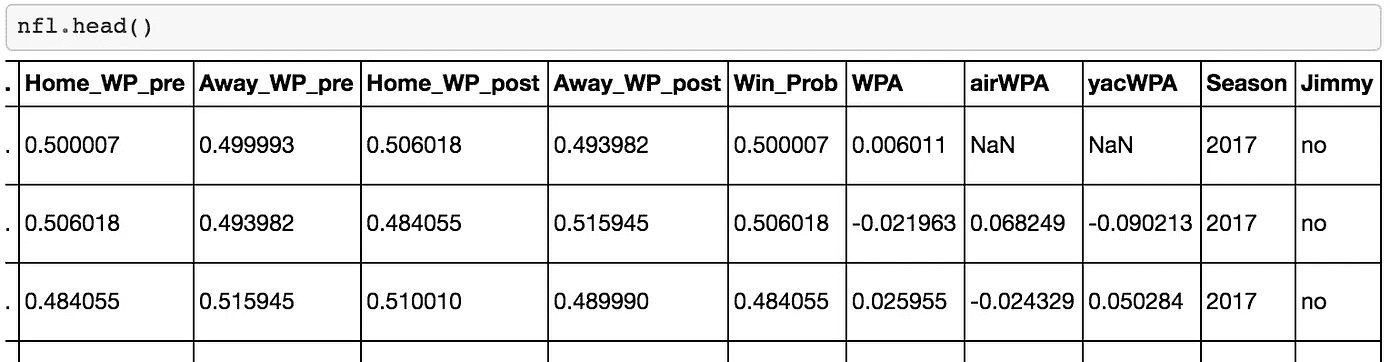 nfl.head()
. Home_WP_pre Away_WP_pre Home_WP_post Away_WP_post Win_Prob WPA airWPA yacWPA Season Jimmy
. 0.500007 0.499993 0.506018 0.493982 0.500007 0.006011 NaN NaN 2017 no
. 0.506018 0.493982 0.484055 0.515945 0.506018 -0.021963 0.068249 -0.090213 2017 no
. 0.484055 0.515945 0.510010 0.489990 0.484055 0.025955 -0.024329 0.050284 2017 no